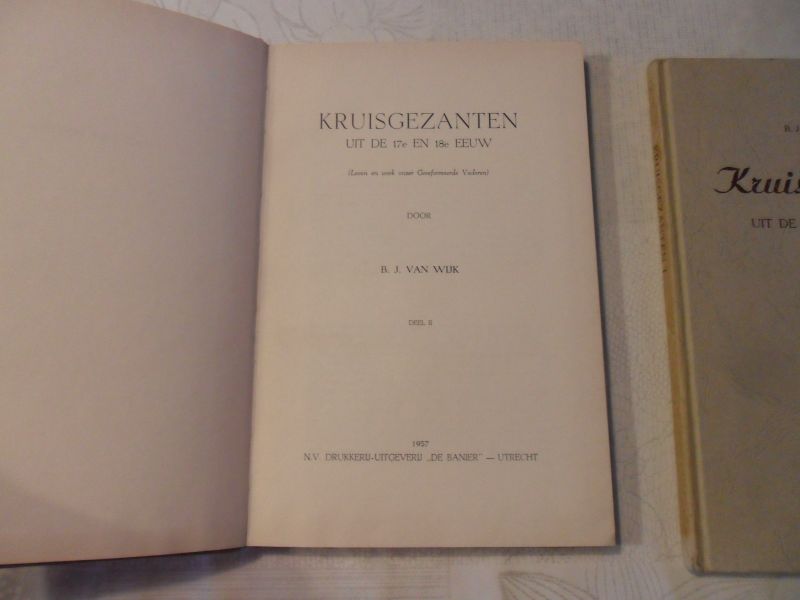 KRUISGEZANTEN
UIT DE 17e EN 18e EEUW
(Leven en werk onzer Gereformeerde Vaderen)
DOOR
B. J. VAN WIJK
DEEL II
1957
N.V. DRUKKERIJ-UITGEVERIJ „DE BANIER” — UTRECHT
B. J
Kruis
UIT DE